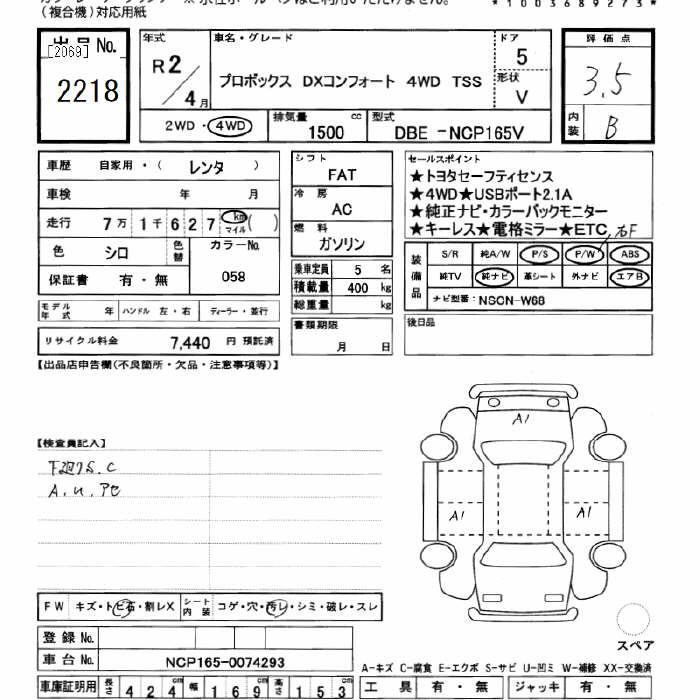 (複合機)対応用紙
*1003689273*
出品No.
[2069]
2218
年式
R2/4月
車名・グレード
プロボックス DXコンフォート 4WD TSS
ドア
5
形状
V
評価点
3.5
内装
B
2WD・4WD
排気量
1500 cc
型式
DBE -NCP165V
車歴 自家用・( レンタ )
車検 年 月
走行 7万1千627 km マイル ( )
色 シロ 色替 カラーNo.
保証書 有・無 058
シフト
FAT
冷房
AC
燃料
ガソリン
乗車定員 5 名
積載量 400 kg
総重量 kg
書類期限
月 日
セールスポイント
★トヨタセーフティセンス
★4WD★USBポート2.1A
★純正ナビ・カラーバックモニター
★キーレス★電格ミラー★ETC,
装備品
S/R 純A/W P/S P/W ABS
純TV 純ナビ 革シート 外ナビ エアB
ナビ型番: NSCN-W68
後日品
モデル年式 年 ハンドル 左・右 ディーラー・並行
リサイクル料金 7,440 円 預託済
【出品店申告欄(不良箇所・欠品・注意事項等)】
【検査員記入】
下廻りS.C
A.U.
A1
A1
A1
FW キズ・トビ石・割レX シート内装 コゲ・穴・汚レ・シミ・破レ・スレ
登録No.
車台No. NCP165-0074293
車庫証明用 長さ 424cm 幅 169cm 高さ 153cm
スペア
A-キズ C-腐食 E-エクボ S-サビ U-凹ミ W-補修 XX-交換済
工具 有・無 ジャッキ 有・無